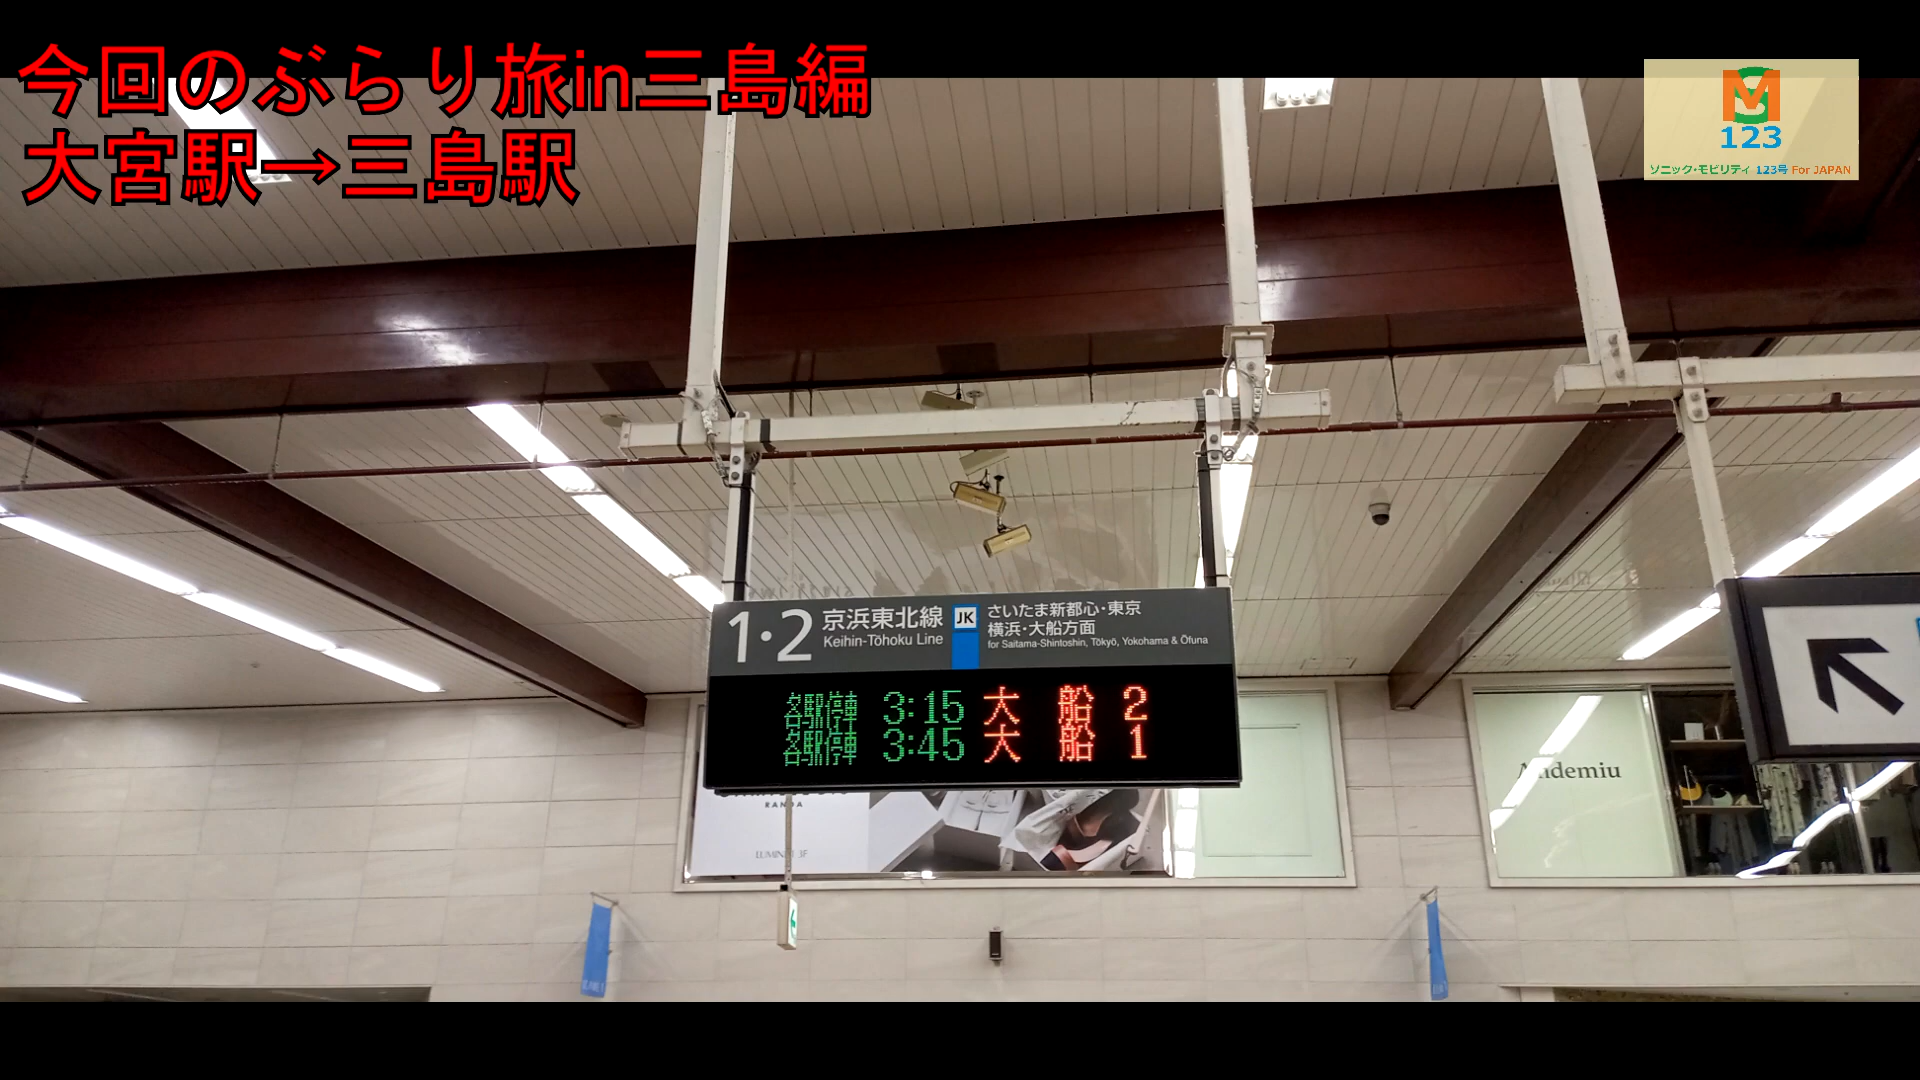 今回のぶらり旅in三島編
大宮駅→三島駅
123
ソニック・モビリティ 123号 For JAPAN
1・2 京浜東北線 JK さいたま新都心・東京
横浜・大船方面
Keihin-Tōhoku Line
for Saitama-Shintoshin, Tōkyō, Yokohama & Ōfuna
各駅停車 3:15 大 船 2
各駅停車 3:45 大 船 1
RANDA
Andemiu